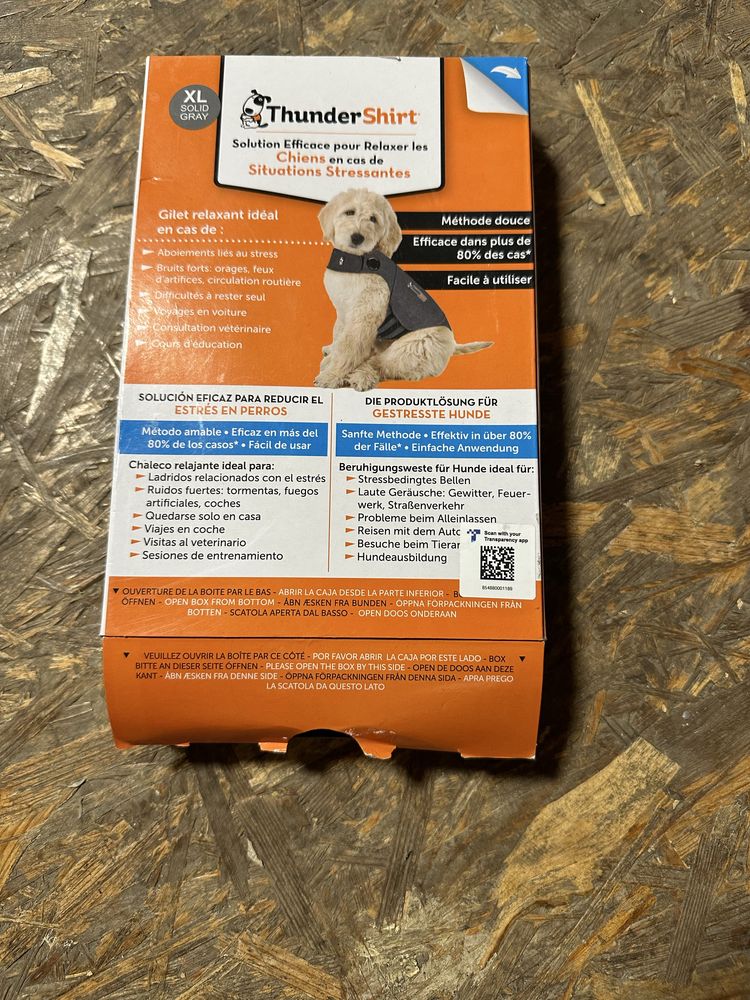 XL
SOLID
GRAY
ThunderShirt
Solution Efficace pour Relaxer les
Chiens en cas de
Situations Stressantes
Gilet relaxant idéal
en cas de :
Aboiements liés au stress
Bruits forts: orages, feux
d'artifices, circulation routière
Difficultés à rester seul
Voyages en voiture
Consultation vétérinaire
Cours d'éducation
Méthode douce
Efficace dans plus de
80% des cas*
Facile à utiliser
SOLUCIÓN EFICAZ PARA REDUCIR EL
ESTRÉS EN PERROS
Método amable • Eficaz en más del
80% de los casos* • Fácil de usar
Chaleco relajante ideal para:
Ladridos relacionados con el estrés
Ruidos fuertes: tormentas, fuegos
artificiales, coches
Quedarse solo en casa
Viajes en coche
Visitas al veterinario
Sesiones de entrenamiento
DIE PRODUKTLÖSUNG FÜR
GESTRESSTE HUNDE
Sanfte Methode • Effektiv in über 80%
der Fälle* • Einfache Anwendung
Beruhigungsweste für Hunde ideal für:
Stressbedingtes Bellen
Laute Geräusche: Gewitter, Feuer-
werk, Straßenverkehr
Probleme beim Alleinlassen
Reisen mit dem Auto
Besuche beim Tierar
Hundeausbildung
Scan with your
Transparency app
854880001189
OUVERTURE DE LA BOITE PAR LE BAS - ABRIR LA CAJA DESDE LA PARTE INFERIOR - B
ÖFFNEN - OPEN BOX FROM BOTTOM - ÅBN ÆSKEN FRA BUNDEN - ÖPPNA FÖRPACKNINGEN FRÅN
BOTTEN - SCATOLA APERTA DAL BASSO - OPEN DOOS ONDERAAN
VEUILLEZ OUVRIR LA BOÎTE PAR CE CÔTÉ - POR FAVOR ABRIR LA CAJA POR ESTE LADO - BOX
BITTE AN DIESER SEITE ÖFFNEN - PLEASE OPEN THE BOX BY THIS SIDE - OPEN DE DOOS AAN DEZE
KANT - ÅBN ÆSKEN FRA DENNE SIDE - ÖPPNA FÖRPACKNINGEN FRÅN DENNA SIDA - APRA PREGO
LA SCATOLA DA QUESTO LATO